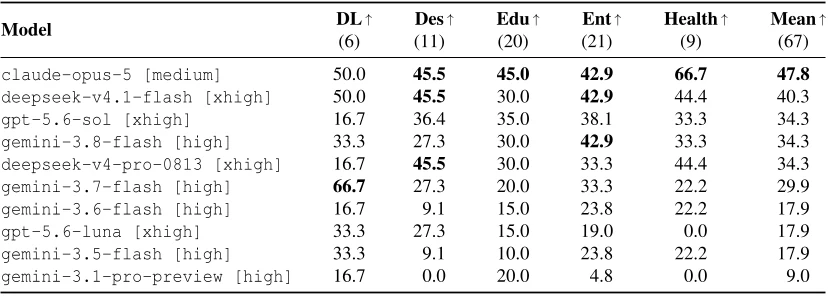 Model DL↑ Des↑ Edu↑ Ent↑ Health↑ Mean↑
(6) (11) (20) (21) (9) (67)
claude-opus-5 [medium] 50.0 45.5 45.0 42.9 66.7 47.8
deepseek-v4.1-flash [xhigh] 50.0 45.5 30.0 42.9 44.4 40.3
gpt-5.6-sol [xhigh] 16.7 36.4 35.0 38.1 33.3 34.3
gemini-3.8-flash [high] 33.3 27.3 30.0 42.9 33.3 34.3
deepseek-v4-pro-0813 [xhigh] 16.7 45.5 30.0 33.3 44.4 34.3
gemini-3.7-flash [high] 66.7 27.3 20.0 33.3 22.2 29.9
gemini-3.6-flash [high] 16.7 9.1 15.0 23.8 22.2 17.9
gpt-5.6-luna [xhigh] 33.3 27.3 15.0 19.0 0.0 17.9
gemini-3.5-flash [high] 33.3 9.1 10.0 23.8 22.2 17.9
gemini-3.1-pro-preview [high] 16.7 0.0 20.0 4.8 0.0 9.0